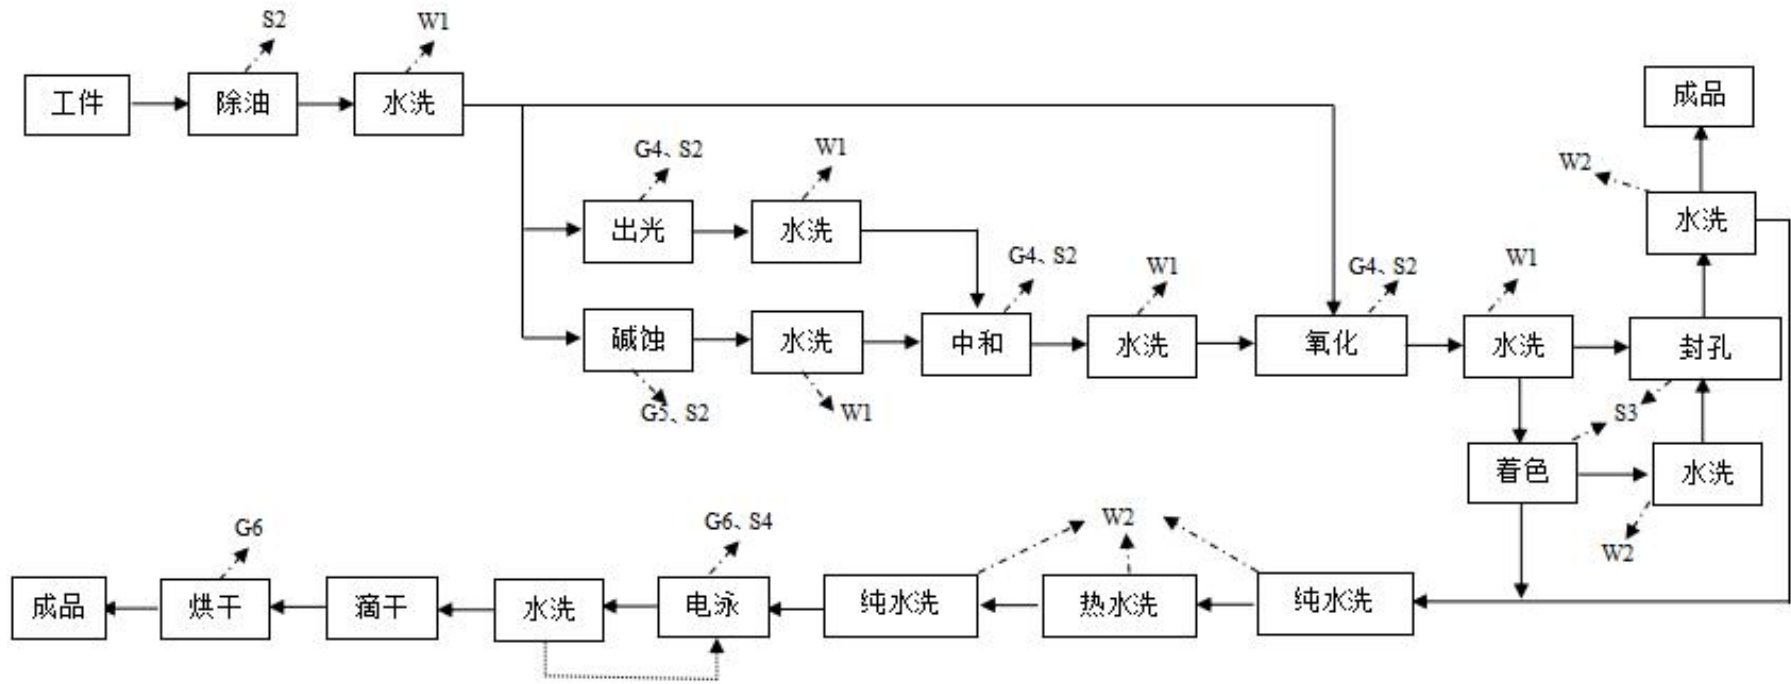 S2
W1
工件
除油
水洗
成品
G4、S2
W1
W2
出光
水洗
水洗
G4、S2
W1
G4、S2
W1
碱蚀
水洗
中和
水洗
氧化
水洗
封孔
G5、S2
W1
S3
着色
水洗
G6
G6、S4
W2
W2
成品
烘干
滴干
水洗
电泳
纯水洗
热水洗
纯水洗